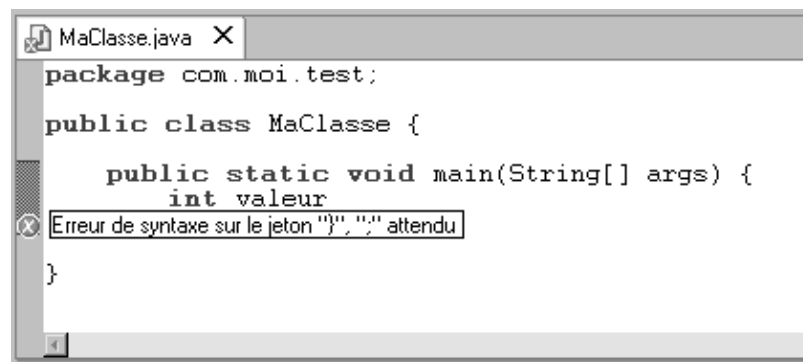 MaClasse.java
package com.moi.test;
public class MaClasse {
public static void main(String[] args) {
int valeur
Erreur de syntaxe sur le jeton "}", ";" attendu
}